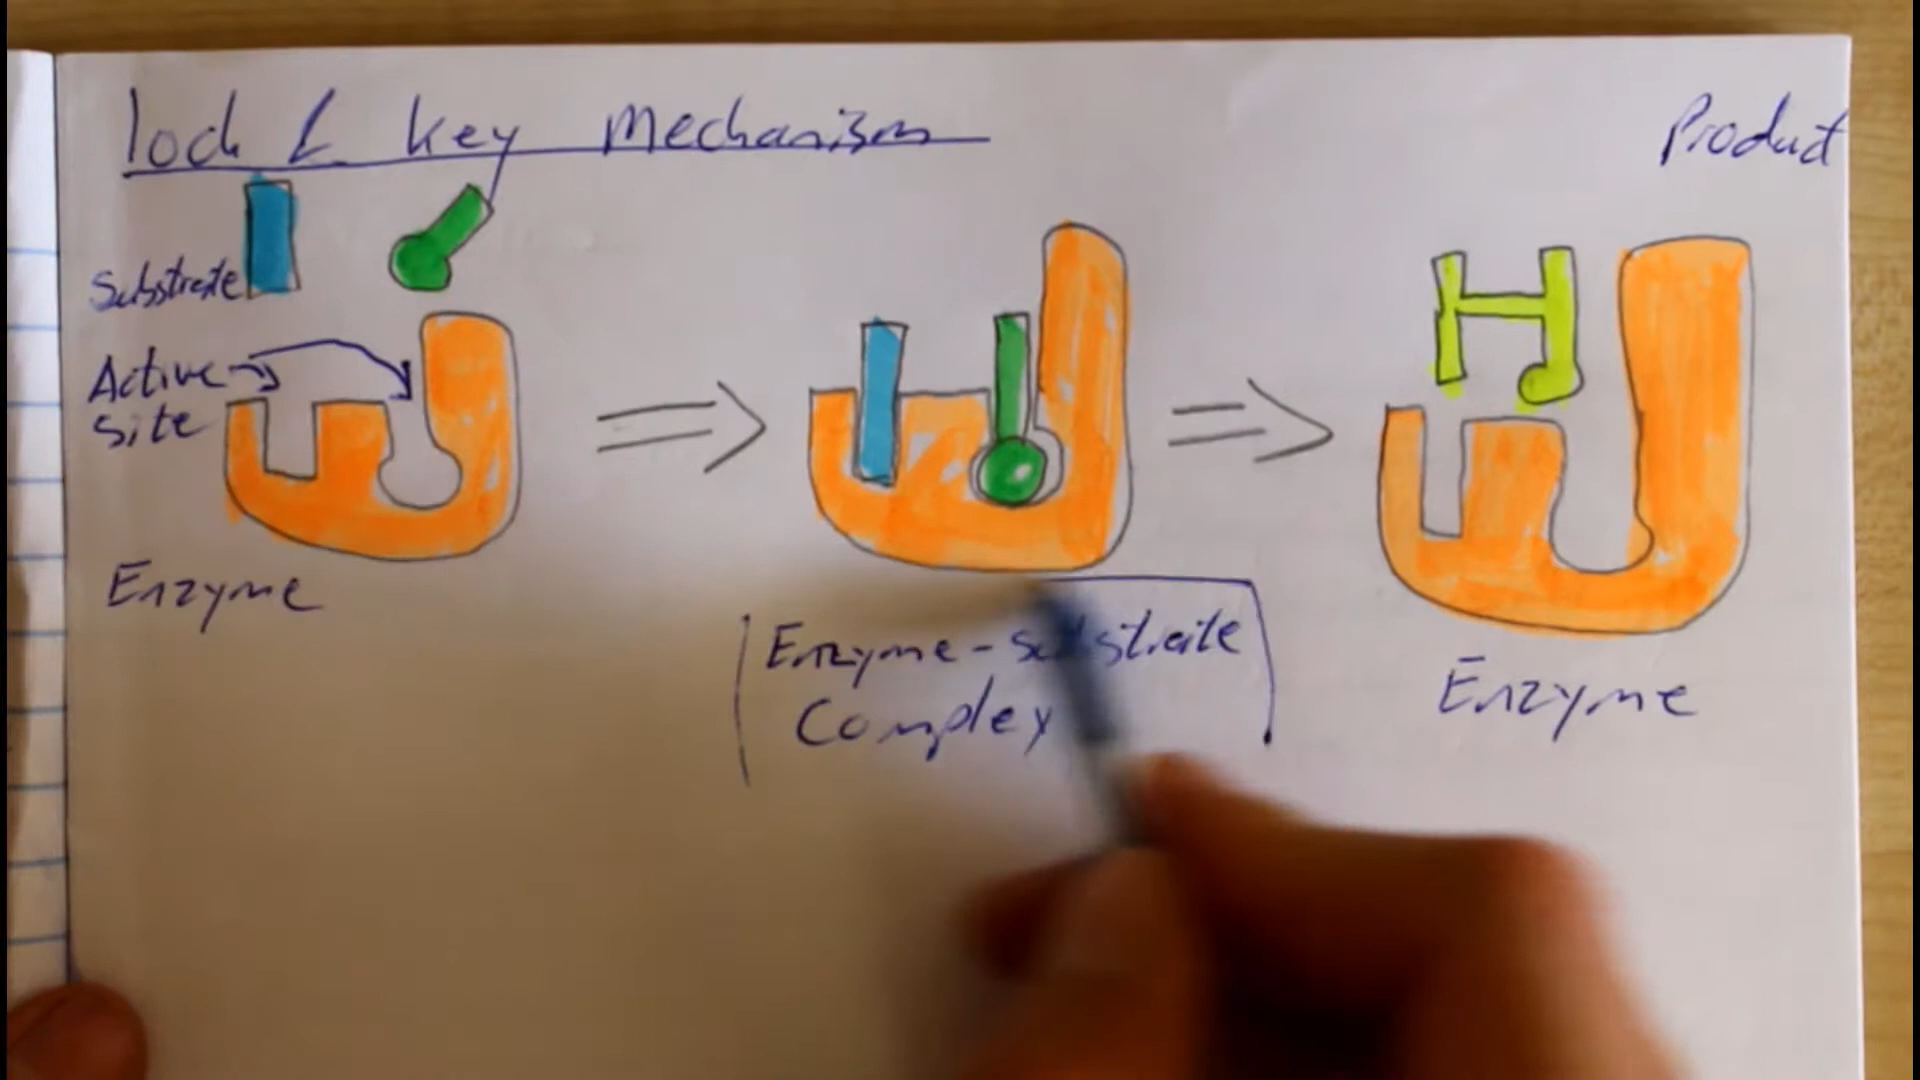 lock & key Mechanism
Product
Substrate
Active
site
Enzyme
Enzyme-substrate
Complex
Enzyme